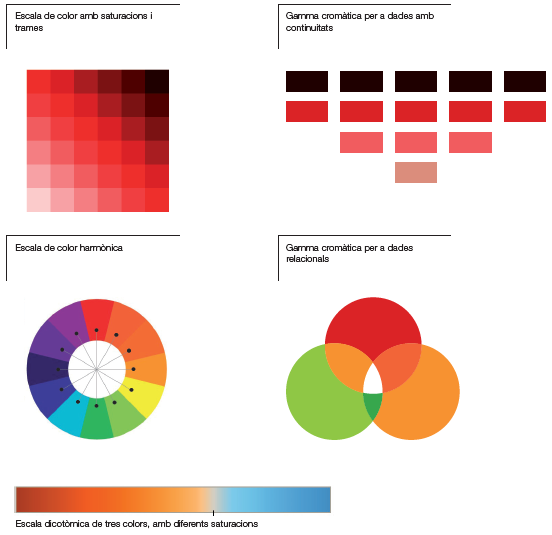 Escala de color amb saturacions i
trames
Gamma cromàtica per a dades amb
continuïtats
Escala de color harmònica
Gamma cromàtica per a dades
relacionals
Escala dicotòmica de tres colors, amb diferents saturacions